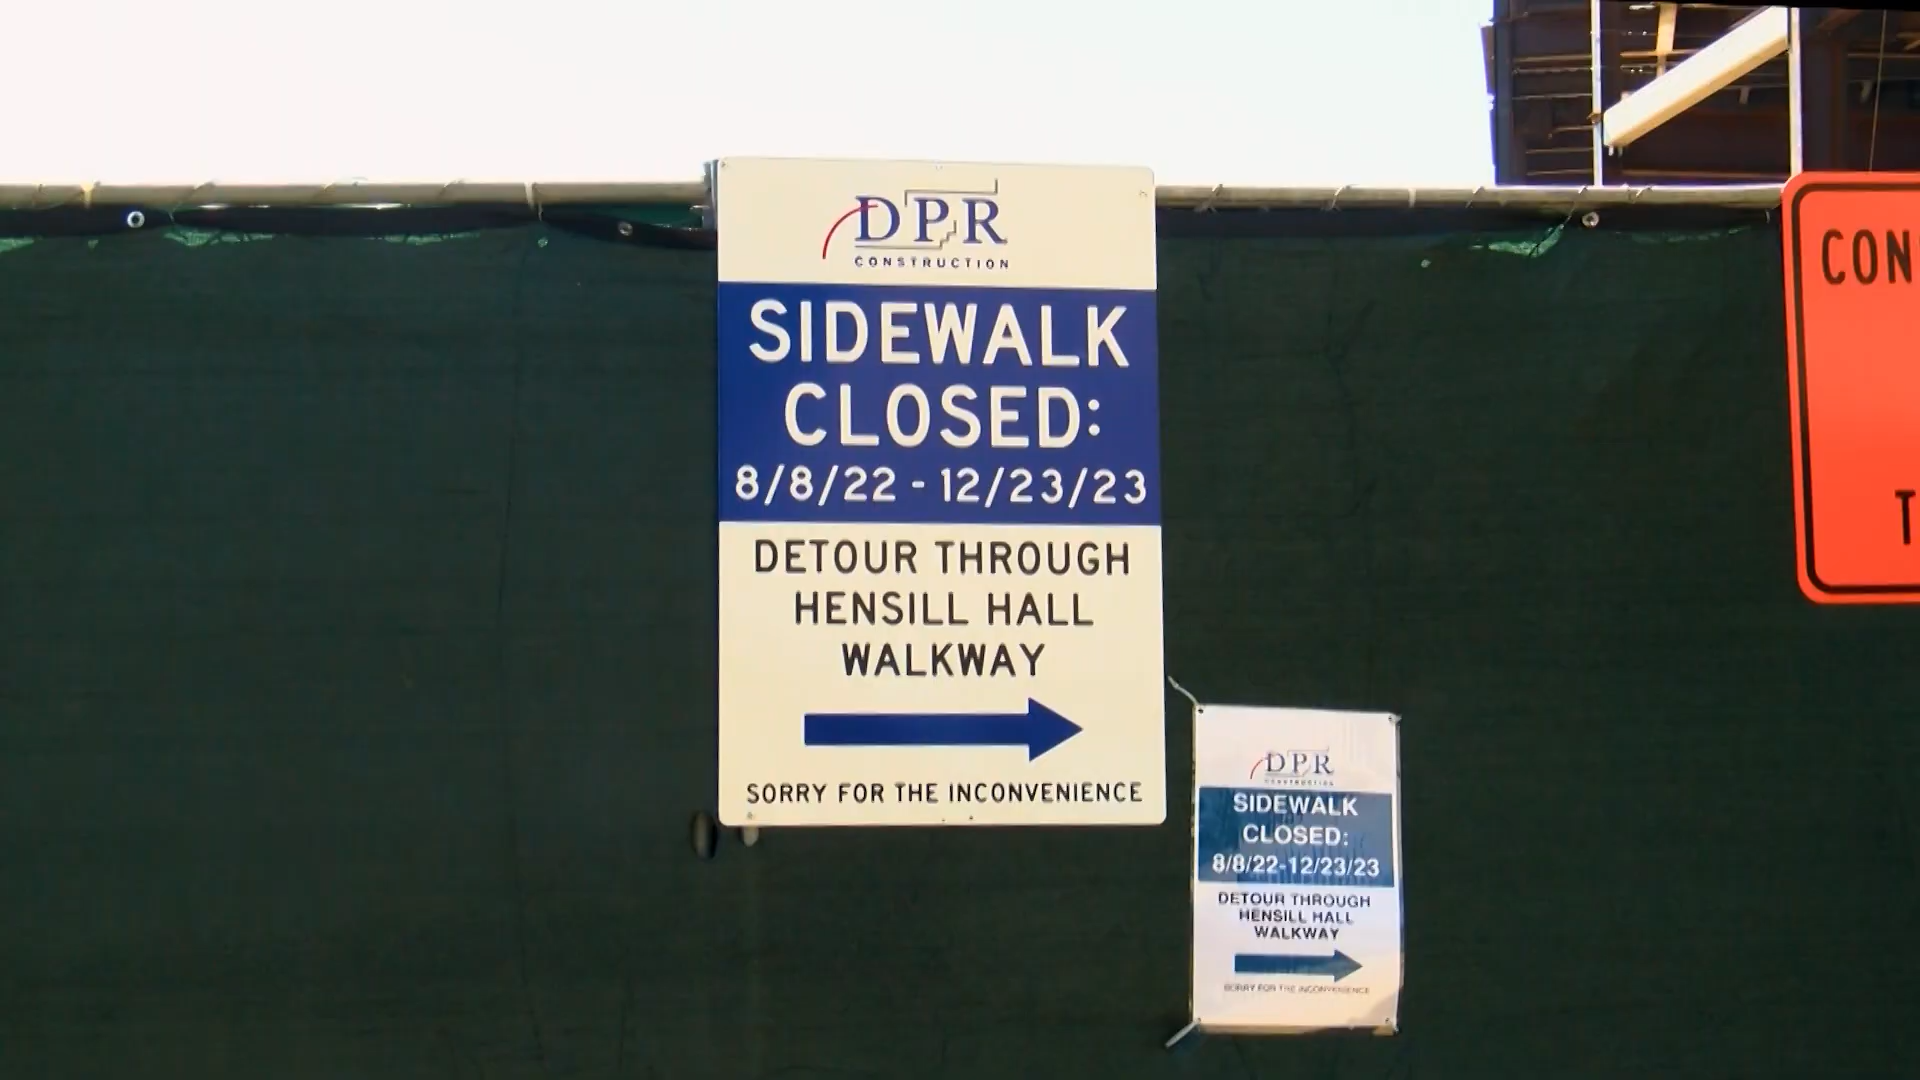 DPR
CONSTRUCTION
SIDEWALK
CLOSED:
8/8/22 - 12/23/23
DETOUR THROUGH
HENSILL HALL
WALKWAY
SORRY FOR THE INCONVENIENCE
DPR
CONSTRUCTION
SIDEWALK
CLOSED:
8/8/22-12/23/23
DETOUR THROUGH
HENSILL HALL
WALKWAY
SORRY FOR THE INCONVENIENCE
CON
T